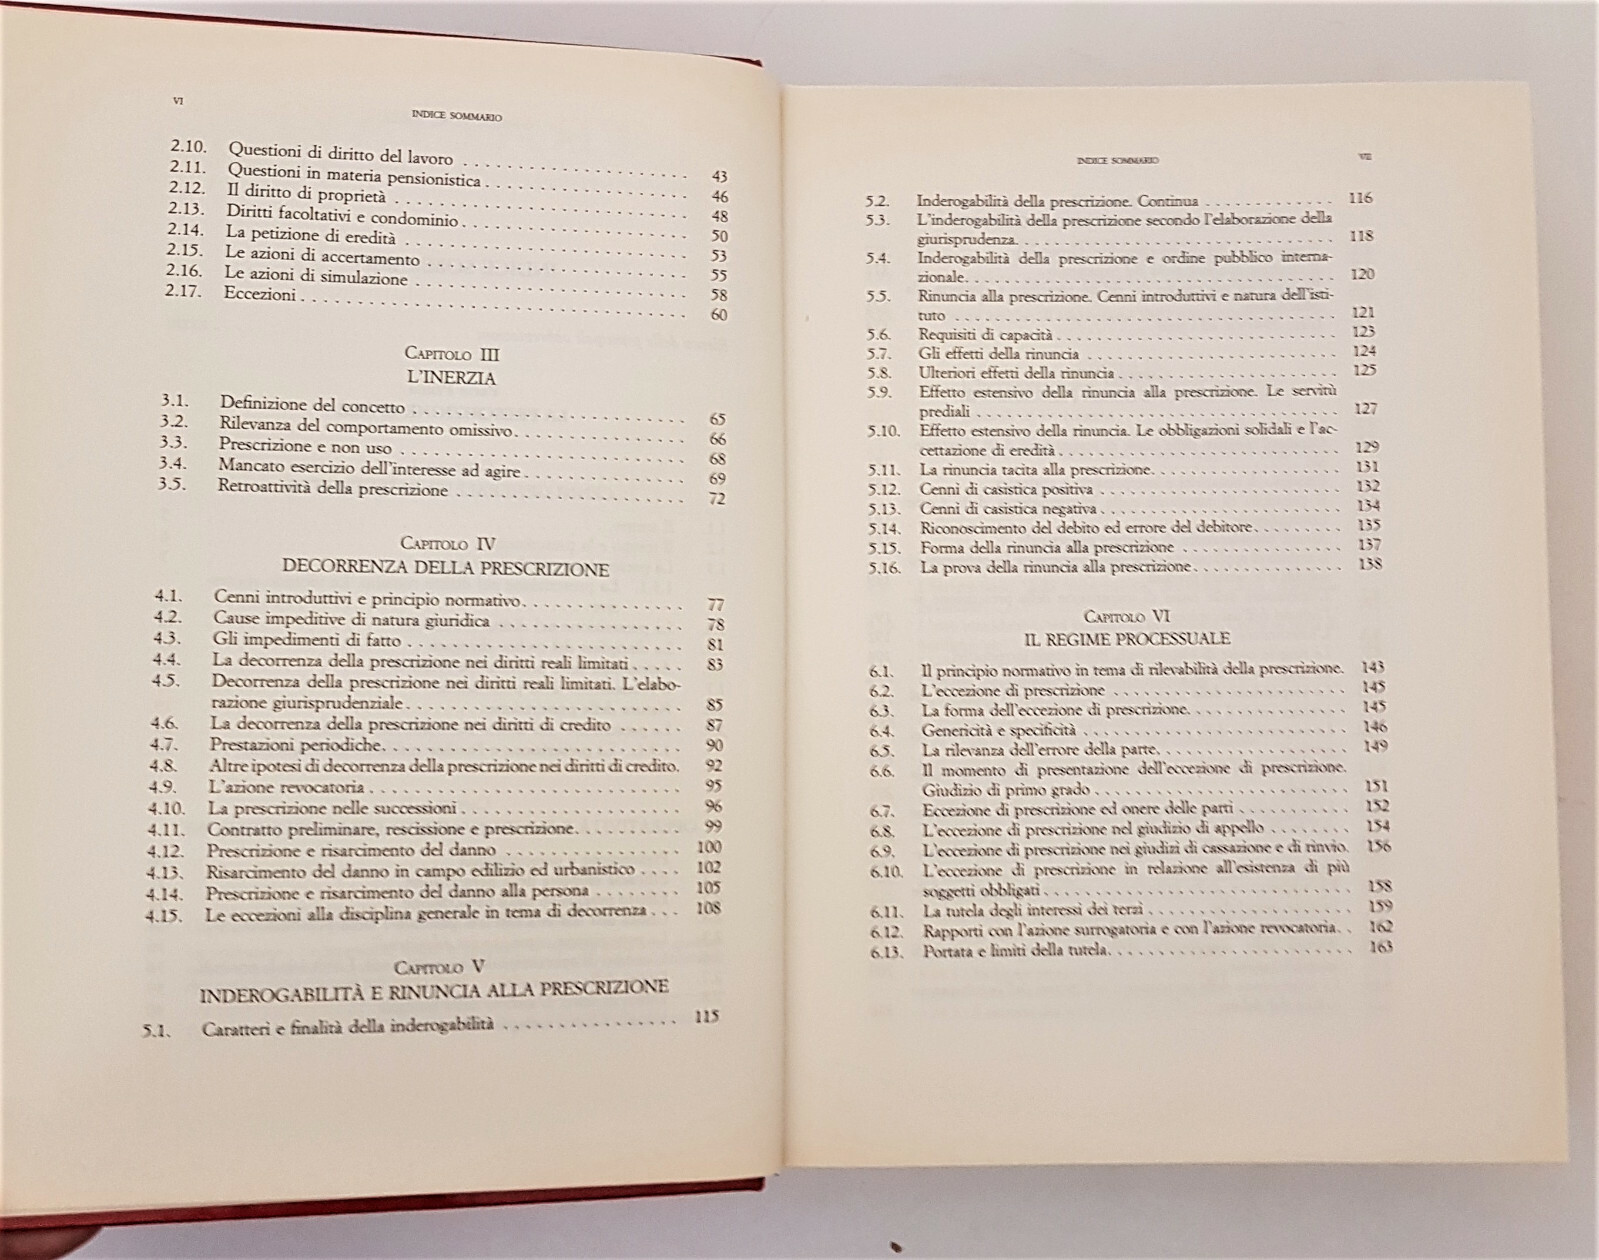 VI
INDICE SOMMARIO
2.10. Questioni di diritto del lavoro . . . . . . . . . . 43
2.11. Questioni in materia pensionistica . . . . . . . . . . 46
2.12. Il diritto di proprietà . . . . . . . . . . 48
2.13. Diritti facoltativi e condominio . . . . . . . . . . 50
2.14. La petizione di eredità . . . . . . . . . . 53
2.15. Le azioni di accertamento . . . . . . . . . . 55
2.16. Le azioni di simulazione . . . . . . . . . . 58
2.17. Eccezioni . . . . . . . . . . 60
CAPITOLO III
L'INERZIA
3.1. Definizione del concetto . . . . . . . . . . 65
3.2. Rilevanza del comportamento omissivo . . . . . . . . . . 66
3.3. Prescrizione e non uso . . . . . . . . . . 68
3.4. Mancato esercizio dell'interesse ad agire . . . . . . . . . . 69
3.5. Retroattività della prescrizione . . . . . . . . . . 72
CAPITOLO IV
DECORRENZA DELLA PRESCRIZIONE
4.1. Cenni introduttivi e principio normativo . . . . . . . . . . 77
4.2. Cause impeditive di natura giuridica . . . . . . . . . . 78
4.3. Gli impedimenti di fatto . . . . . . . . . . 81
4.4. La decorrenza della prescrizione nei diritti reali limitati . . . . . 83
4.5. Decorrenza della prescrizione nei diritti reali limitati. L'elabo-
razione giurisprudenziale . . . . . . . . . . 85
4.6. La decorrenza della prescrizione nei diritti di credito . . . . . . 87
4.7. Prestazioni periodiche . . . . . . . . . . 90
4.8. Altre ipotesi di decorrenza della prescrizione nei diritti di credito. 92
4.9. L'azione revocatoria . . . . . . . . . . 95
4.10. La prescrizione nelle successioni . . . . . . . . . . 96
4.11. Contratto preliminare, rescissione e prescrizione . . . . . . . . . . 99
4.12. Prescrizione e risarcimento del danno . . . . . . . . . . 100
4.13. Risarcimento del danno in campo edilizio ed urbanistico . . . . 102
4.14. Prescrizione e risarcimento del danno alla persona . . . . . . . . 105
4.15. Le eccezioni alla disciplina generale in tema di decorrenza . . . 108
CAPITOLO V
INDEROGABILITÀ E RINUNCIA ALLA PRESCRIZIONE
5.1. Caratteri e finalità della inderogabilità . . . . . . . . . . 115
INDICE SOMMARIO
VII
5.2. Inderogabilità della prescrizione. Continua . . . . . . . . . . 116
5.3. L'inderogabilità della prescrizione secondo l'elaborazione della
giurisprudenza . . . . . . . . . . 118
5.4. Inderogabilità della prescrizione e ordine pubblico interna-
zionale . . . . . . . . . . 120
5.5. Rinuncia alla prescrizione. Cenni introduttivi e natura dell'isti-
tuto . . . . . . . . . . 121
5.6. Requisiti di capacità . . . . . . . . . . 123
5.7. Gli effetti della rinuncia . . . . . . . . . . 124
5.8. Ulteriori effetti della rinuncia . . . . . . . . . . 125
5.9. Effetto estensivo della rinuncia alla prescrizione. Le servitù
prediali . . . . . . . . . . 127
5.10. Effetto estensivo della rinuncia. Le obbligazioni solidali e l'ac-
cettazione di eredità . . . . . . . . . . 129
5.11. La rinuncia tacita alla prescrizione . . . . . . . . . . 131
5.12. Cenni di casistica positiva . . . . . . . . . . 132
5.13. Cenni di casistica negativa . . . . . . . . . . 134
5.14. Riconoscimento del debito ed errore del debitore . . . . . . . . 135
5.15. Forma della rinuncia alla prescrizione . . . . . . . . . . 137
5.16. La prova della rinuncia alla prescrizione . . . . . . . . . . 138
CAPITOLO VI
IL REGIME PROCESSUALE
6.1. Il principio normativo in tema di rilevabilità della prescrizione. 143
6.2. L'eccezione di prescrizione . . . . . . . . . . 145
6.3. La forma dell'eccezione di prescrizione . . . . . . . . . . 145
6.4. Genericità e specificità . . . . . . . . . . 146
6.5. La rilevanza dell'errore della parte . . . . . . . . . . 149
6.6. Il momento di presentazione dell'eccezione di prescrizione.
Giudizio di primo grado . . . . . . . . . . 151
6.7. Eccezione di prescrizione ed onere delle parti . . . . . . . . . . 152
6.8. L'eccezione di prescrizione nel giudizio di appello . . . . . . . . 154
6.9. L'eccezione di prescrizione nei giudizi di cassazione e di rinvio. 156
6.10. L'eccezione di prescrizione in relazione all'esistenza di più
soggetti obbligati . . . . . . . . . . 158
6.11. La tutela degli interessi dei terzi . . . . . . . . . . 159
6.12. Rapporti con l'azione surrogatoria e con l'azione revocatoria . . 162
6.13. Portata e limiti della tutela . . . . . . . . . . 163